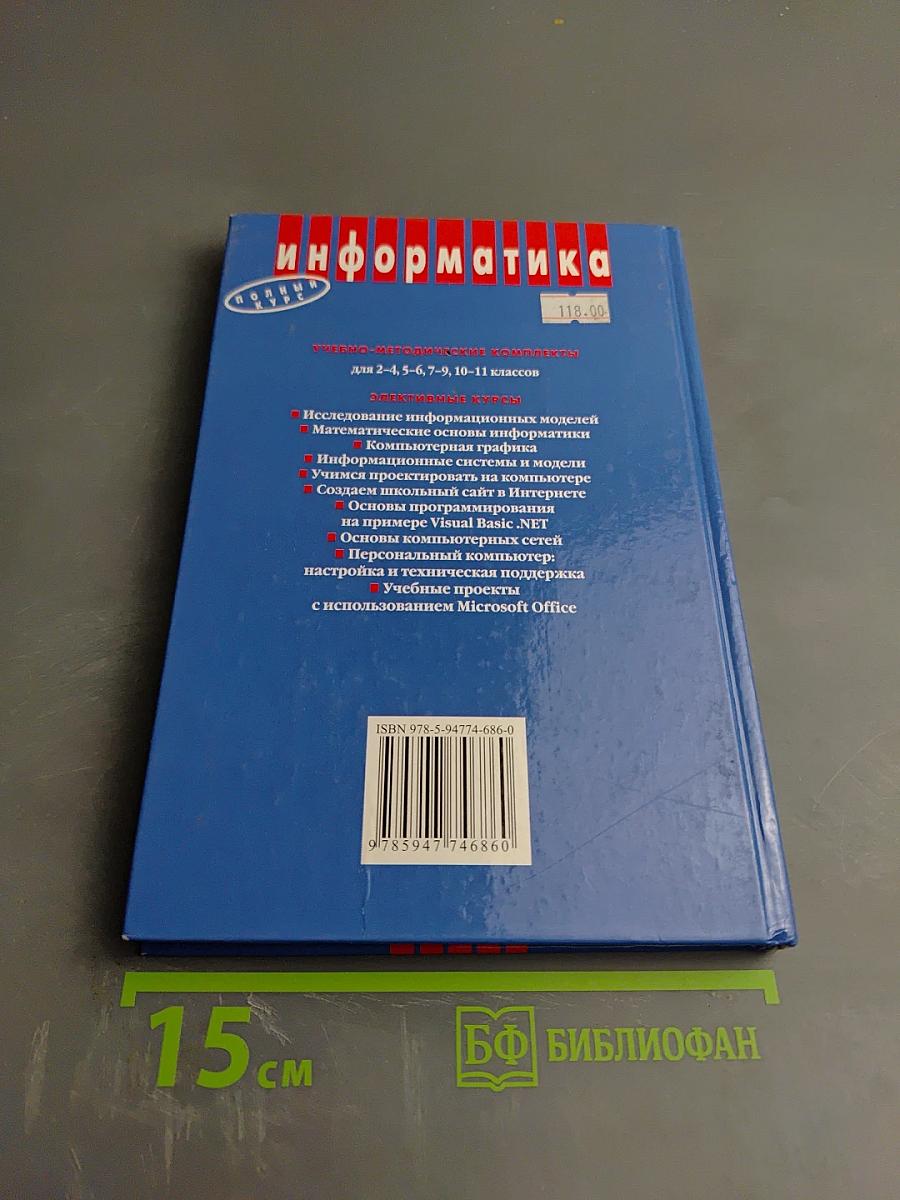 информатика
ПОЛНЫЙ
КУРС
118.00
УЧЕБНО-МЕТОДИЧЕСКИЕ КОМПЛЕКТЫ
для 2–4, 5–6, 7–9, 10–11 классов
ЭЛЕКТИВНЫЕ КУРСЫ
Исследование информационных моделей
Математические основы информатики
Компьютерная графика
Информационные системы и модели
Учимся проектировать на компьютере
Создаем школьный сайт в Интернете
Основы программирования
на примере Visual Basic .NET
Основы компьютерных сетей
Персональный компьютер:
настройка и техническая поддержка
Учебные проекты
с использованием Microsoft Office
ISBN 978-5-94774-686-0
9 785947 746860
15 см
БФ БИБЛИОФАН